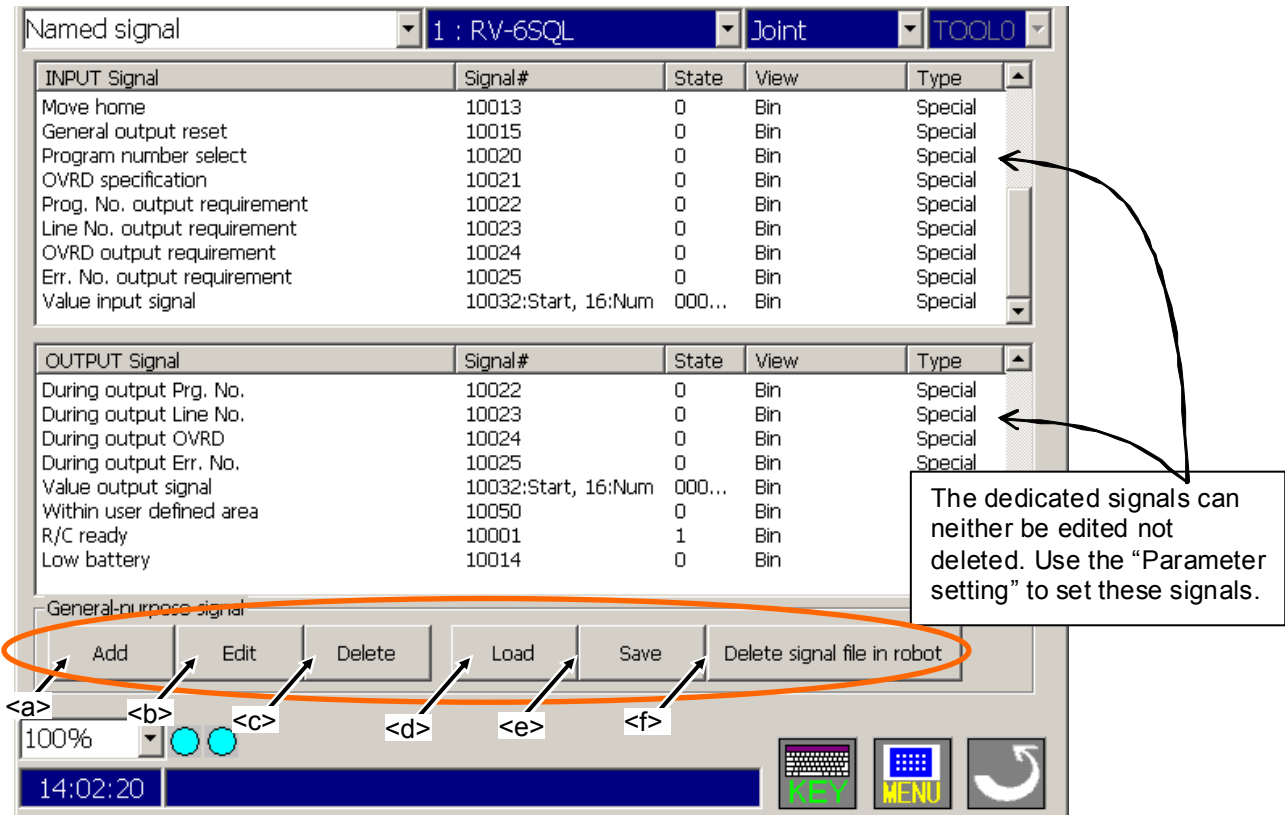 Named signal 1 : RV-6SQL Joint TOOL0
INPUT Signal Signal# State View Type
Move home 10013 0 Bin Special
General output reset 10015 0 Bin Special
Program number select 10020 0 Bin Special
OVRD specification 10021 0 Bin Special
Prog. No. output requirement 10022 0 Bin Special
Line No. output requirement 10023 0 Bin Special
OVRD output requirement 10024 0 Bin Special
Err. No. output requirement 10025 0 Bin Special
Value input signal 10032:Start, 16:Num 000... Bin Special
OUTPUT Signal Signal# State View Type
During output Prg. No. 10022 0 Bin Special
During output Line No. 10023 0 Bin Special
During output OVRD 10024 0 Bin Special
During output Err. No. 10025 0 Bin Special
Value output signal 10032:Start, 16:Num 000... Bin
Within user defined area 10050 0 Bin
R/C ready 10001 1 Bin
Low battery 10014 0 Bin
The dedicated signals can
neither be edited not
deleted. Use the “Parameter
setting” to set these signals.
General-purpose signal
Add Edit Delete Load Save Delete signal file in robot
<a> <b> <c> <d> <e> <f>
100%
14:02:20
KEY MENU